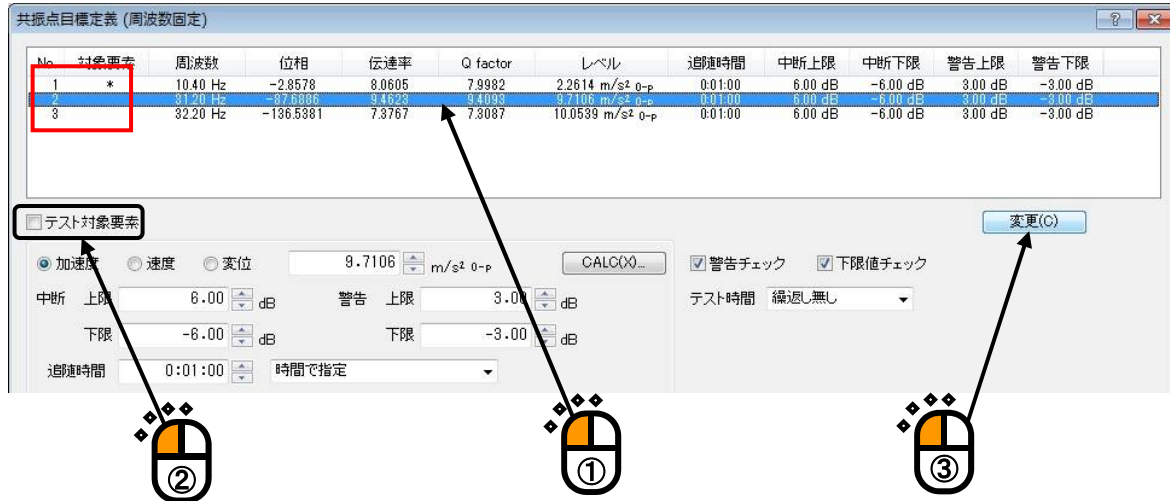 共振点目標定義 (周波数固定)
No. 対象要素 周波数 位相 伝達率 Q factor レベル 追随時間 中断上限 中断下限 警告上限 警告下限
1 * 10.40 Hz -2.8578 8.0605 7.9982 2.2614 m/s² 0-p 0:01:00 6.00 dB -6.00 dB 3.00 dB -3.00 dB
2 31.20 Hz -87.6886 9.4623 9.4093 9.7106 m/s² 0-p 0:01:00 6.00 dB -6.00 dB 3.00 dB -3.00 dB
3 32.20 Hz -136.5381 7.3767 7.3087 10.0539 m/s² 0-p 0:01:00 6.00 dB -6.00 dB 3.00 dB -3.00 dB
テスト対象要素 変更(C)
加速度 速度 変位 9.7106 m/s² 0-p CALC(X)... 警告チェック 下限値チェック
中断 上限 6.00 dB 警告 上限 3.00 dB テスト時間 繰返し無し
下限 -6.00 dB 下限 -3.00 dB
追随時間 0:01:00 時間で指定
② ① ③